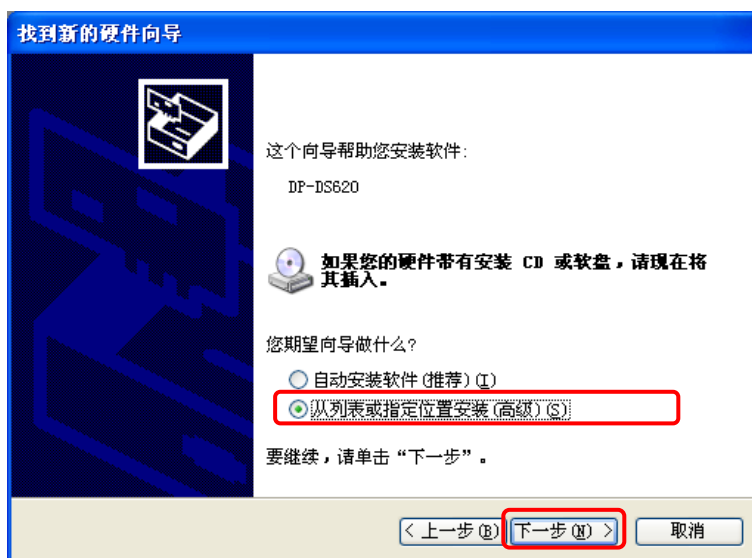 找到新的硬件向导
这个向导帮助您安装软件:
DP-DS620
如果您的硬件带有安装 CD 或软盘，请现在将
其插入。
您期望向导做什么?
自动安装软件(推荐)(I)
从列表或指定位置安装(高级)(S)
要继续，请单击“下一步”。
< 上一步(B) 下一步(N) > 取消